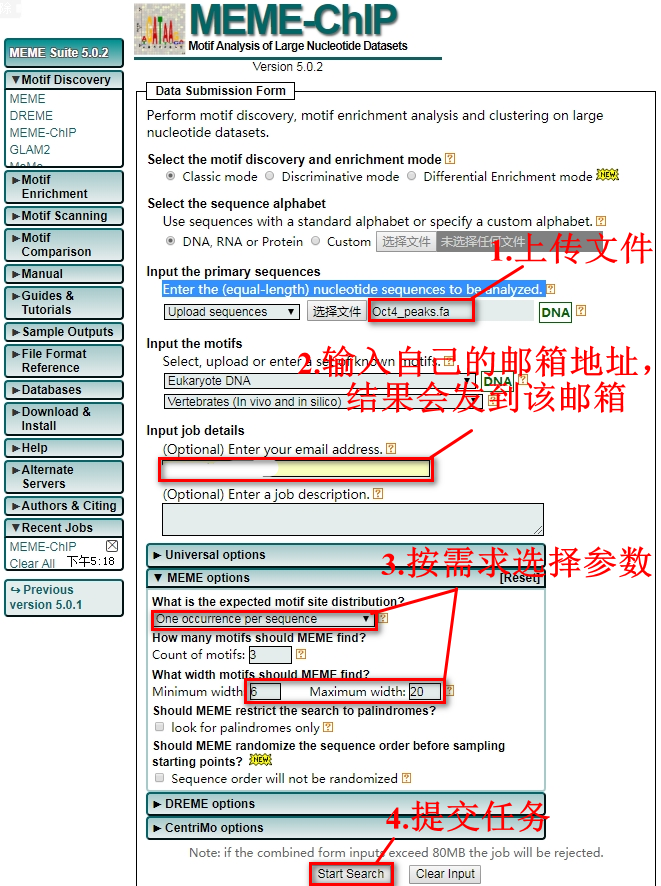 MEME-ChIP
Motif Analysis of Large Nucleotide Datasets
Version 5.0.2
MEME Suite 5.0.2
▼Motif Discovery
MEME
DREME
MEME-ChIP
GLAM2
MoMo
►Motif Enrichment
►Motif Scanning
►Motif Comparison
►Manual
►Guides & Tutorials
►Sample Outputs
►File Format Reference
►Databases
►Download & Install
►Help
►Alternate Servers
►Authors & Citing
▼Recent Jobs
MEME-ChIP
下午5:18
Clear All
↪ Previous version 5.0.1
Data Submission Form
Perform motif discovery, motif enrichment analysis and clustering on large
nucleotide datasets.
Select the motif discovery and enrichment mode ?
Classic mode Discriminative mode Differential Enrichment mode NEW
Select the sequence alphabet
Use sequences with a standard alphabet or specify a custom alphabet. ?
DNA, RNA or Protein Custom 选择文件 未选择任何文件
1.上传文件
Input the primary sequences
Enter the (equal-length) nucleotide sequences to be analyzed. ?
Upload sequences ▼ 选择文件 Oct4_peaks.fa DNA ?
Input the motifs
Select, upload or enter a set of known motifs. ?
2.输入自己的邮箱地址，
结果会发到该邮箱
Eukaryote DNA ▼ DNA ?
Vertebrates (In vivo and in silico) ?
Input job details
(Optional) Enter your email address. ?
(Optional) Enter a job description. ?
► Universal options
3.按需求选择参数
▼ MEME options [Reset]
What is the expected motif site distribution?
One occurrence per sequence ▼ ?
How many motifs should MEME find?
Count of motifs: 3 ?
What width motifs should MEME find?
Minimum width: 6 Maximum width: 20 ?
Should MEME restrict the search to palindromes?
look for palindromes only ?
Should MEME randomize the sequence order before sampling
starting points? NEW
Sequence order will not be randomized ?
► DREME options
4.提交任务
► CentriMo options
Note: if the combined form inputs exceed 80MB the job will be rejected.
Start Search Clear Input